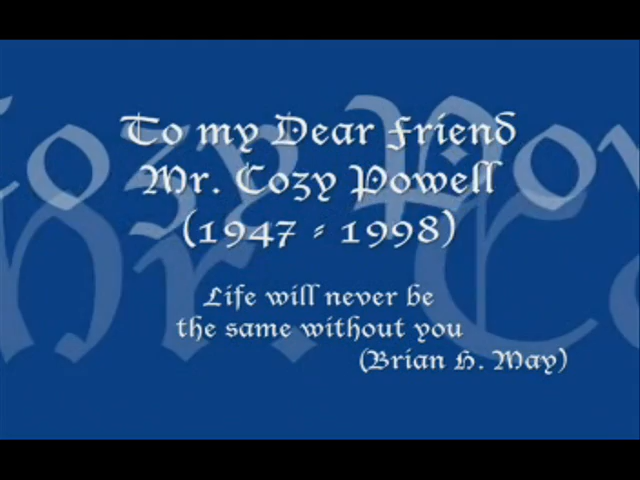 To my Dear Friend
Mr. Cozy Powell
(1947 - 1998)
Life will never be
the same without you
(Brian H. May)